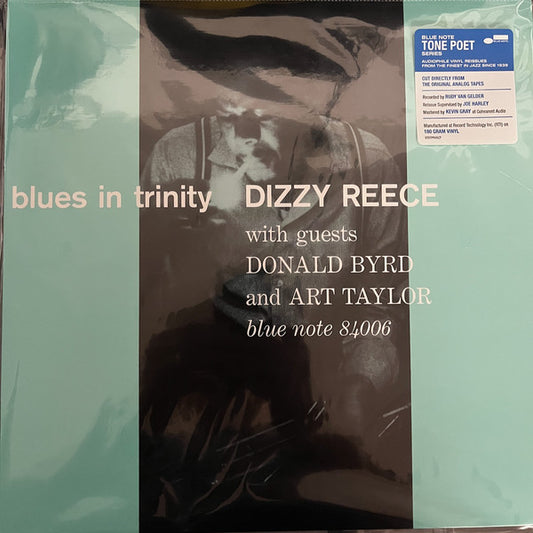 BLUE NOTE
TONE POET
SERIES
AUDIOPHILE VINYL REISSUES
FROM THE FINEST IN JAZZ SINCE 1939
CUT DIRECTLY FROM
THE ORIGINAL ANALOG TAPES
Recorded by RUDY VAN GELDER
Reissue Supervised by JOE HARLEY
Mastered by KEVIN GRAY at Cohearent Audio
Manufactured at Record Technology Inc. (RTI) on
180 GRAM VINYL
blues in trinity DIZZY REECE
with guests
DONALD BYRD
and ART TAYLOR
blue note 84006